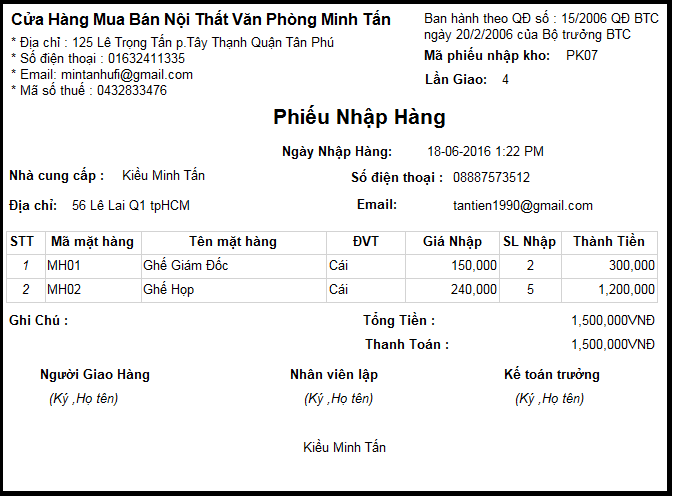 Cửa Hàng Mua Bán Nội Thất Văn Phòng Minh Tấn
* Địa chỉ : 125 Lê Trọng Tấn p.Tây Thạnh Quận Tân Phú
* Số điện thoại : 01632411335
* Email: mintanhufi@gmail.com
* Mã số thuế : 0432833476
Ban hành theo QĐ số : 15/2006 QĐ BTC
ngày 20/2/2006 của Bộ trưởng BTC
Mã phiếu nhập kho: PK07
Lần Giao: 4
Phiếu Nhập Hàng
Ngày Nhập Hàng: 18-06-2016 1:22 PM
Nhà cung cấp : Kiều Minh Tấn Số điện thoại : 08887573512
Địa chỉ: 56 Lê Lai Q1 tpHCM Email: tantien1990@gmail.com
STT Mã mặt hàng Tên mặt hàng ĐVT Giá Nhập SL Nhập Thành Tiền
1 MH01 Ghế Giám Đốc Cái 150,000 2 300,000
2 MH02 Ghế Họp Cái 240,000 5 1,200,000
Ghi Chú : Tổng Tiền : 1,500,000VNĐ
Thanh Toán : 1,500,000VNĐ
Người Giao Hàng Nhân viên lập Kế toán trưởng
(Ký ,Họ tên) (Ký ,Họ tên) (Ký ,Họ tên)
Kiều Minh Tấn